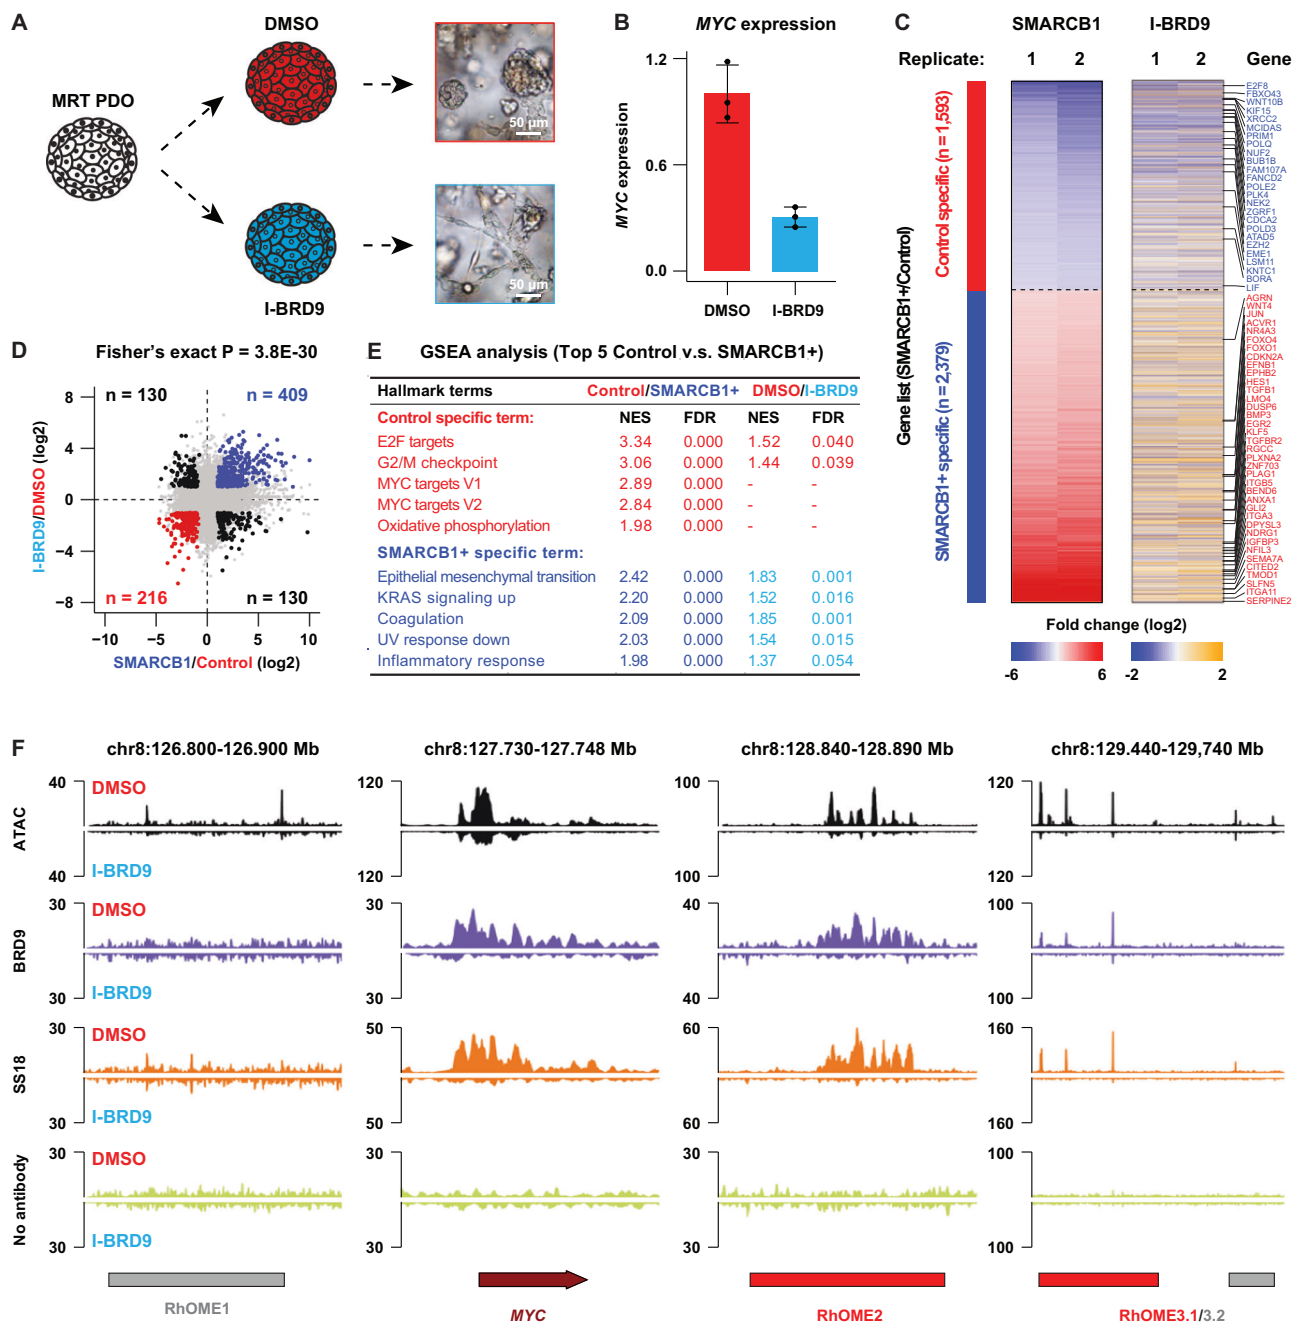 A
DMSO
MRT PDO
50 µm
I-BRD9
50 µm
B
MYC expression
MYC expression
1.2
0.6
0.0
DMSO
I-BRD9
C
SMARCB1
I-BRD9
Replicate:
1
2
1
2
Gene
Gene list (SMARCB1+/Control)
Control specific (n = 1,593)
SMARCB1+ specific (n = 2,379)
E2F8
FBXO43
WNT10B
KIF15
XRCC2
MCIDAS
PRIM1
POLQ
NUF2
BUB1B
FAM107A
FANCD2
POLE2
PLK4
NEK2
ZGRF1
CDCA2
POLD3
ATAD5
EZH2
EME1
LSM11
KNTC1
BORA
LIF
AGRN
WNT4
JUN
ACVR1
NR4A3
FOXO4
FOXO1
CDKN2A
EFNB1
EPHB2
HES1
TGFB1
LMO4
DUSP6
BMP3
EGR2
KLF5
TGFBR2
RGCC
PLXNA2
ZNF703
PLAG1
ITGB5
BEND6
ANXA1
GLI2
ITGA3
DPYSL3
NDRG1
IGFBP3
NFIL3
SEMA7A
CITED2
TMOD1
SLFN5
ITGA11
SERPINE2
Fold change (log2)
-6
6
-2
2
D
Fisher's exact P = 3.8E-30
I-BRD9/DMSO (log2)
n = 130
n = 409
n = 216
n = 130
8
4
0
−4
−8
−10
−5
0
5
10
SMARCB1/Control (log2)
E
GSEA analysis (Top 5 Control v.s. SMARCB1+)
Hallmark terms Control/SMARCB1+ DMSO/I-BRD9
Control specific term: NES FDR NES FDR
E2F targets 3.34 0.000 1.52 0.040
G2/M checkpoint 3.06 0.000 1.44 0.039
MYC targets V1 2.89 0.000 - -
MYC targets V2 2.84 0.000 - -
Oxidative phosphorylation 1.98 0.000 - -
SMARCB1+ specific term:
Epithelial mesenchymal transition 2.42 0.000 1.83 0.001
KRAS signaling up 2.20 0.000 1.52 0.016
Coagulation 2.09 0.000 1.85 0.001
UV response down 2.03 0.000 1.54 0.015
Inflammatory response 1.98 0.000 1.37 0.054
F
chr8:126.800-126.900 Mb
chr8:127.730-127.748 Mb
chr8:128.840-128.890 Mb
chr8:129.440-129,740 Mb
ATAC
40
DMSO
I-BRD9
40
120
120
100
100
120
120
BRD9
30
DMSO
I-BRD9
30
30
30
40
40
100
100
SS18
30
DMSO
I-BRD9
30
50
50
60
60
160
160
No antibody
30
DMSO
I-BRD9
30
30
30
30
30
100
100
RhOME1
MYC
RhOME2
RhOME3.1/3.2